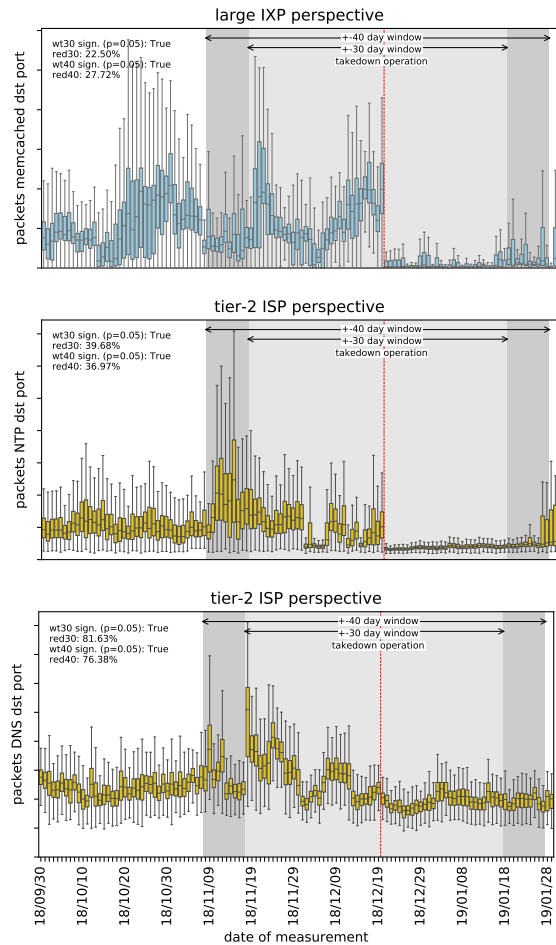 large IXP perspective
wt30 sign. (p=0.05): True
red30: 22.50%
wt40 sign. (p=0.05): True
red40: 27.72%
+-40 day window
+-30 day window
takedown operation
packets memcached dst port
tier-2 ISP perspective
wt30 sign. (p=0.05): True
red30: 39.68%
wt40 sign. (p=0.05): True
red40: 36.97%
+-40 day window
+-30 day window
takedown operation
packets NTP dst port
tier-2 ISP perspective
wt30 sign. (p=0.05): True
red30: 81.63%
wt40 sign. (p=0.05): True
red40: 76.38%
+-40 day window
+-30 day window
takedown operation
packets DNS dst port
18/09/30
18/10/10
18/10/20
18/10/30
18/11/09
18/11/19
18/11/29
18/12/09
18/12/19
18/12/29
19/01/08
19/01/18
19/01/28
date of measurement